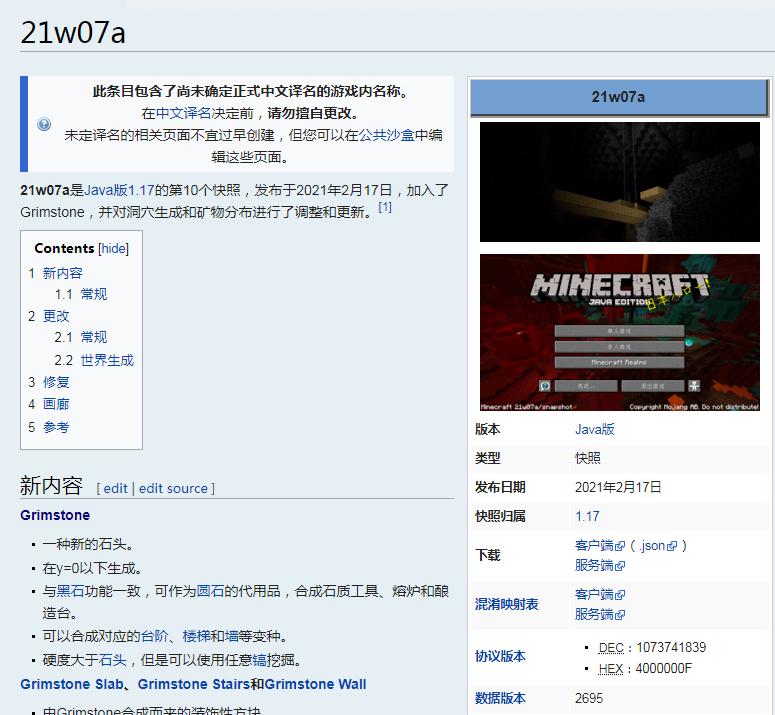 21w07a
此条目包含了尚未确定正式中文译名的游戏内名称。
在中文译名决定前，请勿擅自更改。
未定译名的相关页面不宜过早创建，但您可以在公共沙盒中编
辑这些页面。
21w07a是Java版1.17的第10个快照，发布于2021年2月17日，加入了
Grimstone，并对洞穴生成和矿物分布进行了调整和更新。[1]
Contents [hide]
1 新内容
1.1 常规
2 更改
2.1 常规
2.2 世界生成
3 修复
4 画廊
5 参考
新内容 [ edit | edit source ]
Grimstone
▪ 一种新的石头。
▪ 在y=0以下生成。
▪ 与黑石功能一致，可作为圆石的代用品，合成石质工具、熔炉和酿
造台。
▪ 可以合成对应的台阶、楼梯和墙等变种。
▪ 硬度大于石头，但是可以使用任意镐挖掘。
Grimstone Slab、Grimstone Stairs和Grimstone Wall
▪ 由Grimstone合成而来的装饰性方块
21w07a
MINECRAFT
JAVA EDITION
单人游戏
多人游戏
Minecraft Realms
选项...
退出游戏
Minecraft 21w07a/snapshot
Copyright Mojang AB. Do not distribute!
版本 Java版
类型 快照
发布日期 2021年2月17日
快照归属 1.17
下载 客户端 ( .json )
服务端
混淆映射表 客户端
服务端
协议版本 ▪ DEC：1073741839
▪ HEX：4000000F
数据版本 2695